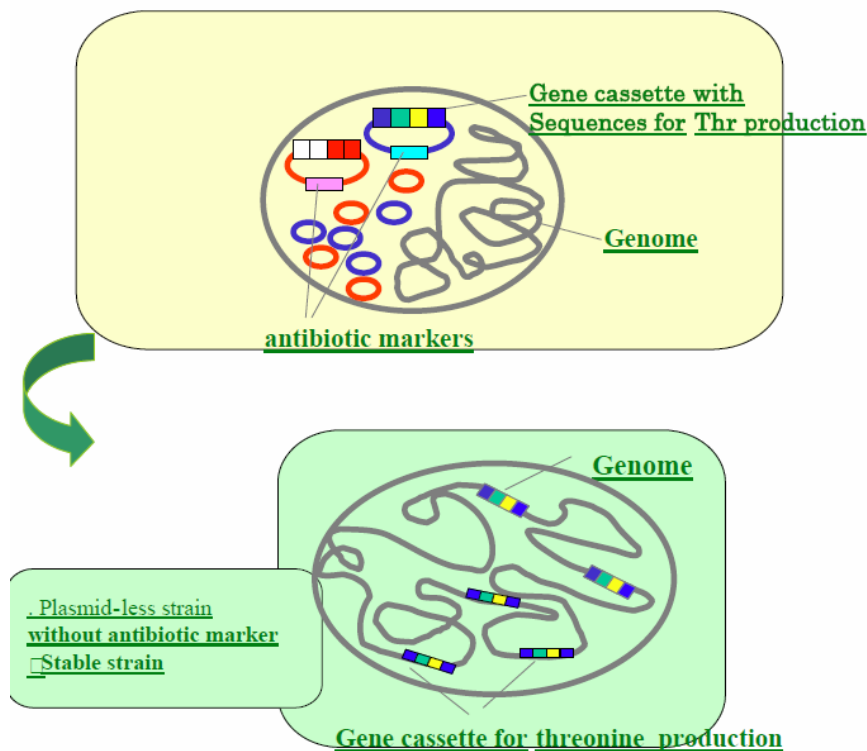 Gene cassette with
Sequences for Thr production
Genome
antibiotic markers
Genome
. Plasmid-less strain
without antibiotic marker
□Stable strain
Gene cassette for threonine production